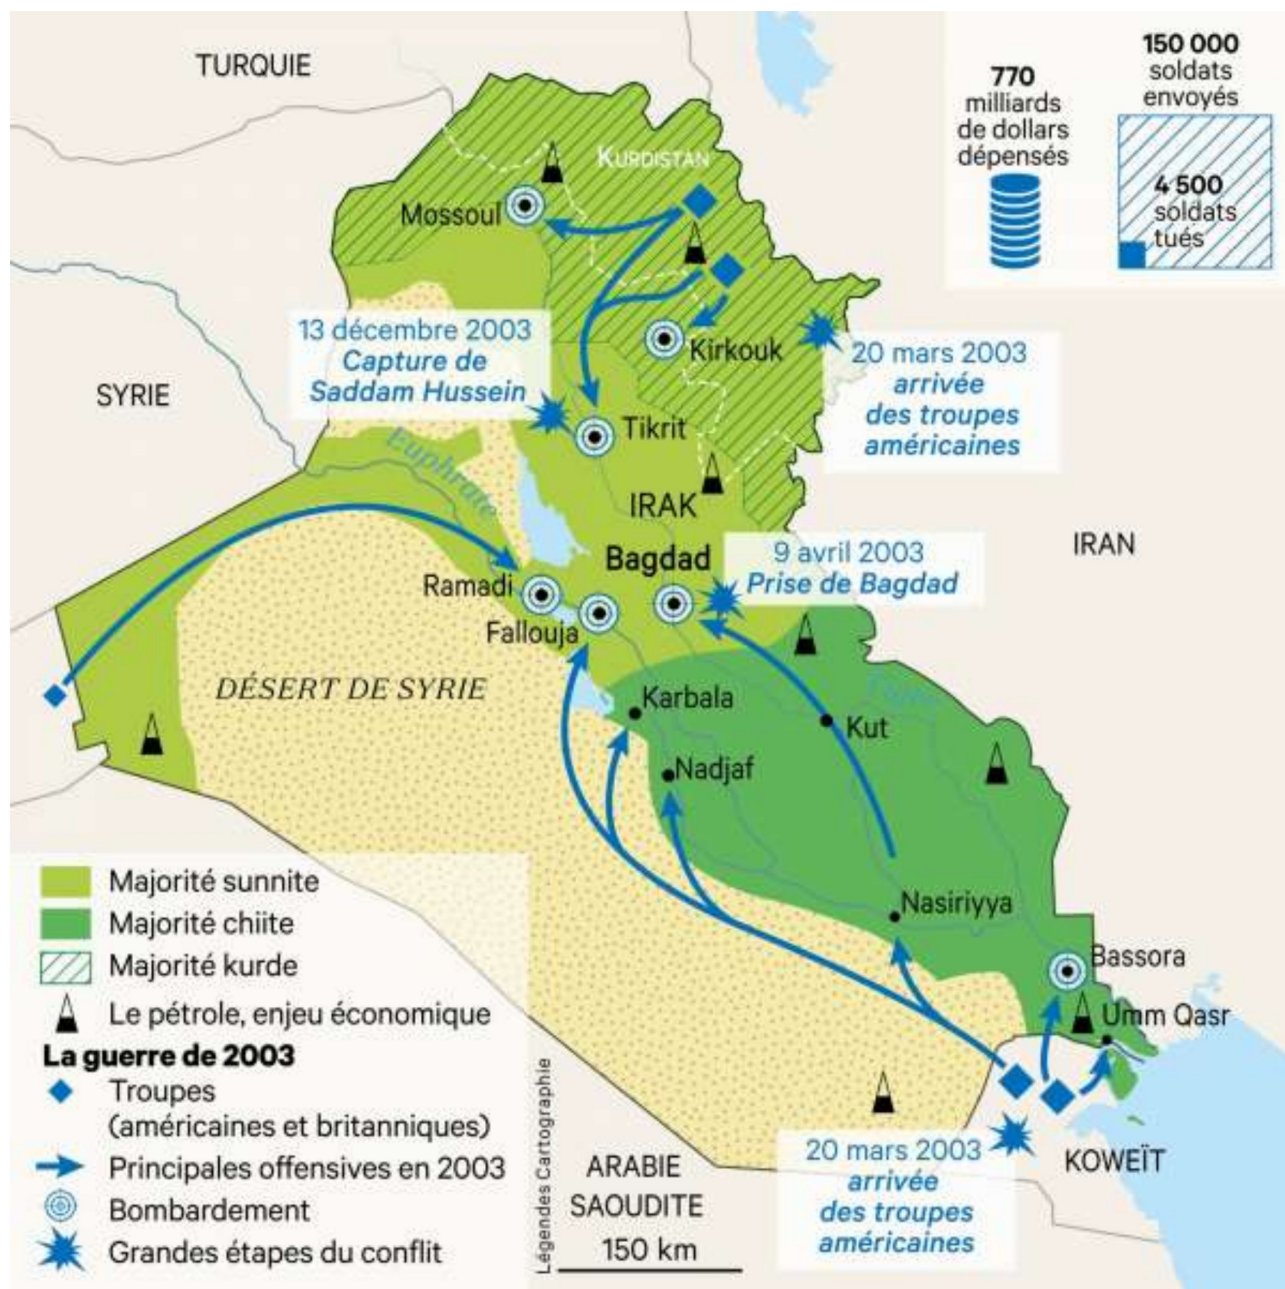 TURQUIE
770
milliards
de dollars
dépensés
150 000
soldats
envoyés
4 500
soldats
tués
KURDISTAN
Mossoul
13 décembre 2003
Capture de
Saddam Hussein
Kirkouk
20 mars 2003
arrivée
des troupes
américaines
SYRIE
Tikrit
Euphrate
IRAK
Bagdad
9 avril 2003
Prise de Bagdad
IRAN
Ramadi
Fallouja
DÉSERT DE SYRIE
Karbala
Tigre
Kut
Nadjaf
Nasiriyya
Bassora
Umm Qasr
Majorité sunnite
Majorité chiite
Majorité kurde
Le pétrole, enjeu économique
La guerre de 2003
Troupes
(américaines et britanniques)
Principales offensives en 2003
Bombardement
Grandes étapes du conflit
Légendes Cartographie
ARABIE
SAOUDITE
150 km
20 mars 2003
arrivée
des troupes
américaines
KOWEÏT